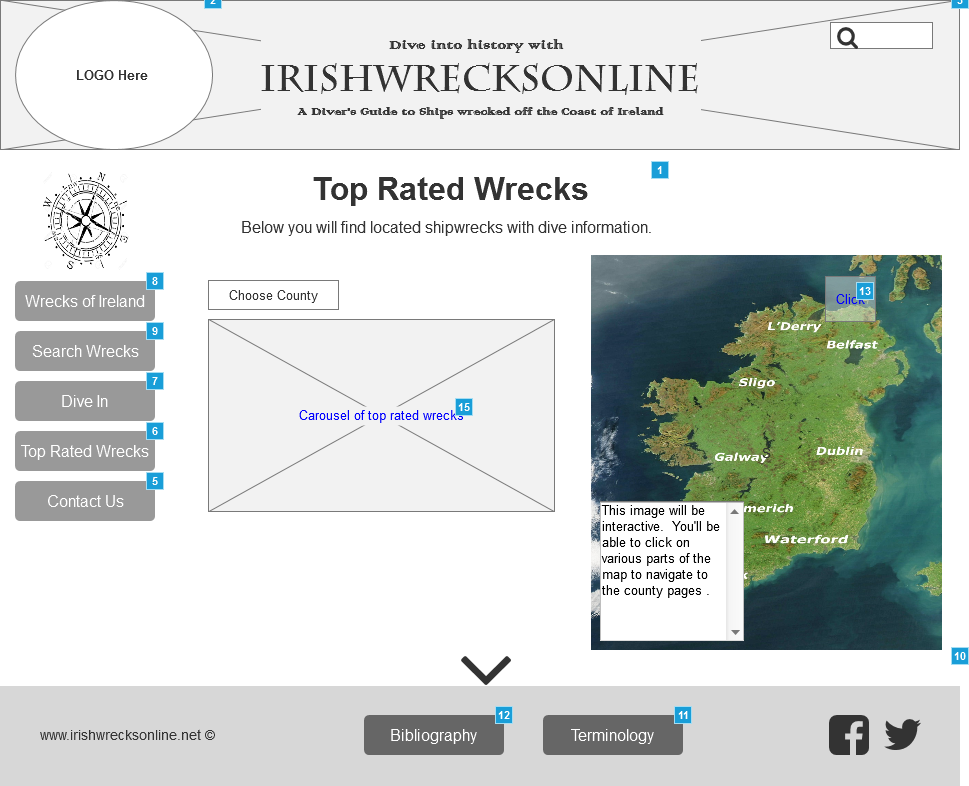 2
3
LOGO Here
Dive into history with
IRISHWRECKSONLINE
A Diver's Guide to Ships wrecked off the Coast of Ireland
1
Top Rated Wrecks
Below you will find located shipwrecks with dive information.
N
W
E
S
8
Wrecks of Ireland
9
Search Wrecks
7
Dive In
6
Top Rated Wrecks
5
Contact Us
Choose County
Carousel of top rated wrecks
15
13
Click
L'Derry
Belfast
Sligo
Galway
S
Dublin
merich
Waterford
k
This image will be
interactive. You'll be
able to click on
various parts of the
map to navigate to
the county pages .
10
www.irishwrecksonline.net ©
12
Bibliography
11
Terminology